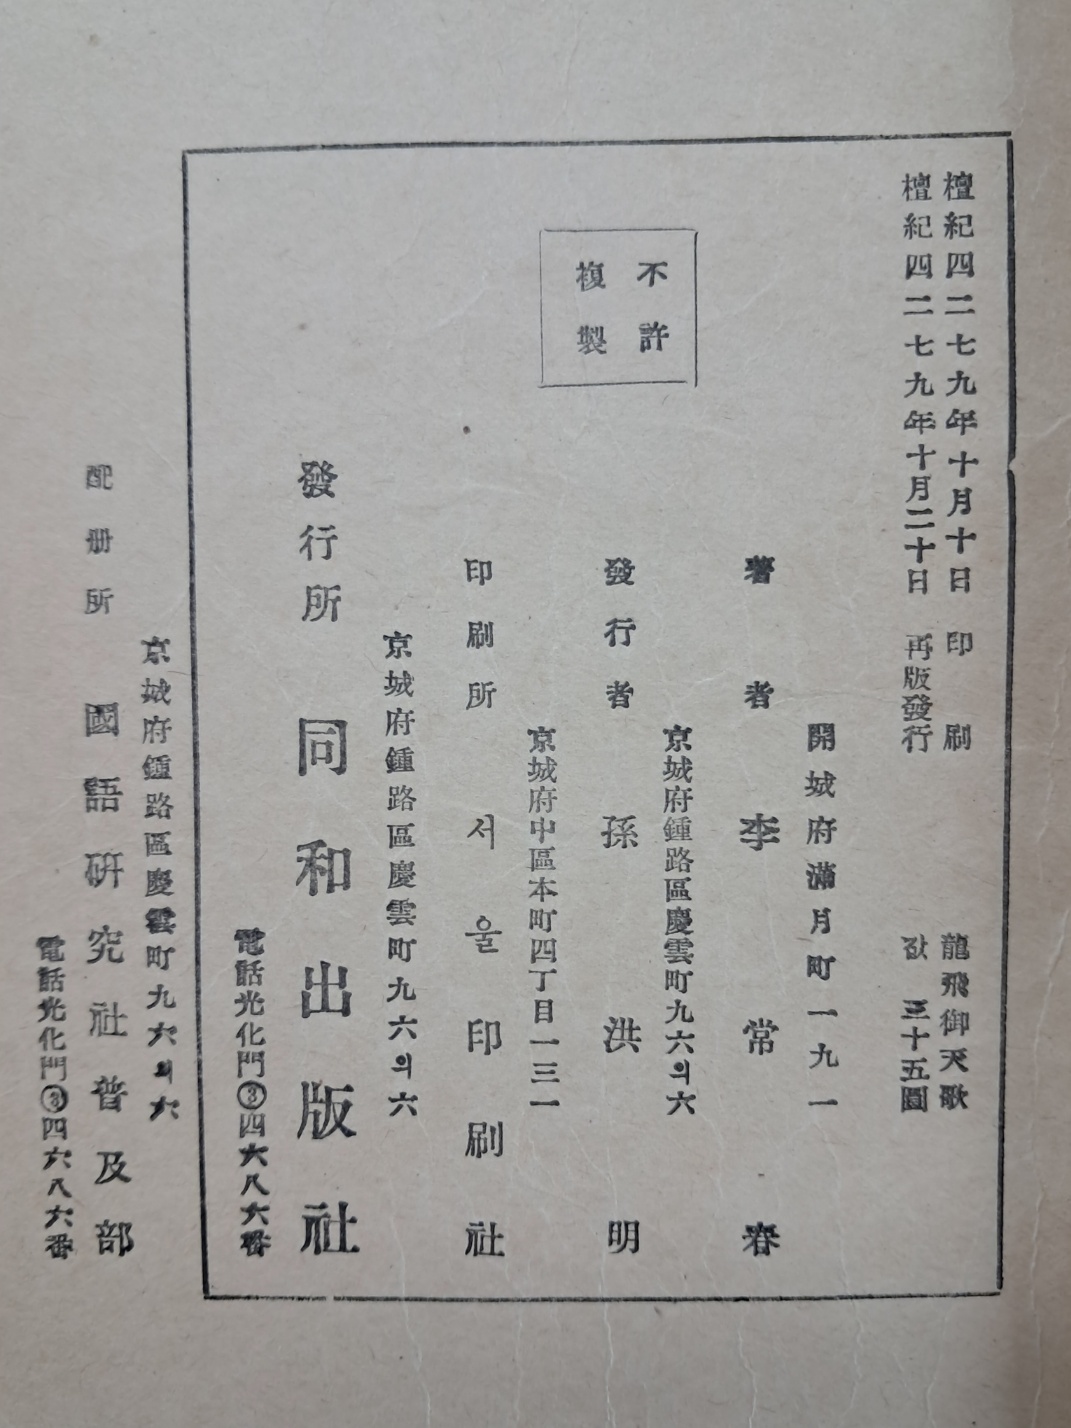 檀紀四二七九年十月十日 印刷
檀紀四二七九年十月二十日 再版發行
龍飛御天歌
값 三十五圓
不許
複製
開城府滿月町一九一
著者 李常春
京城府鍾路區慶雲町九六의六
發行者 孫洪明
京城府中區本町四丁目一三一
印刷所 서울印刷社
京城府鍾路區慶雲町九六의六
發行所 同和出版社
電話光化門③四六八六番
京城府鍾路區慶雲町九六의六
配册所 國語硏究社普及部
電話光化門③四六八六番